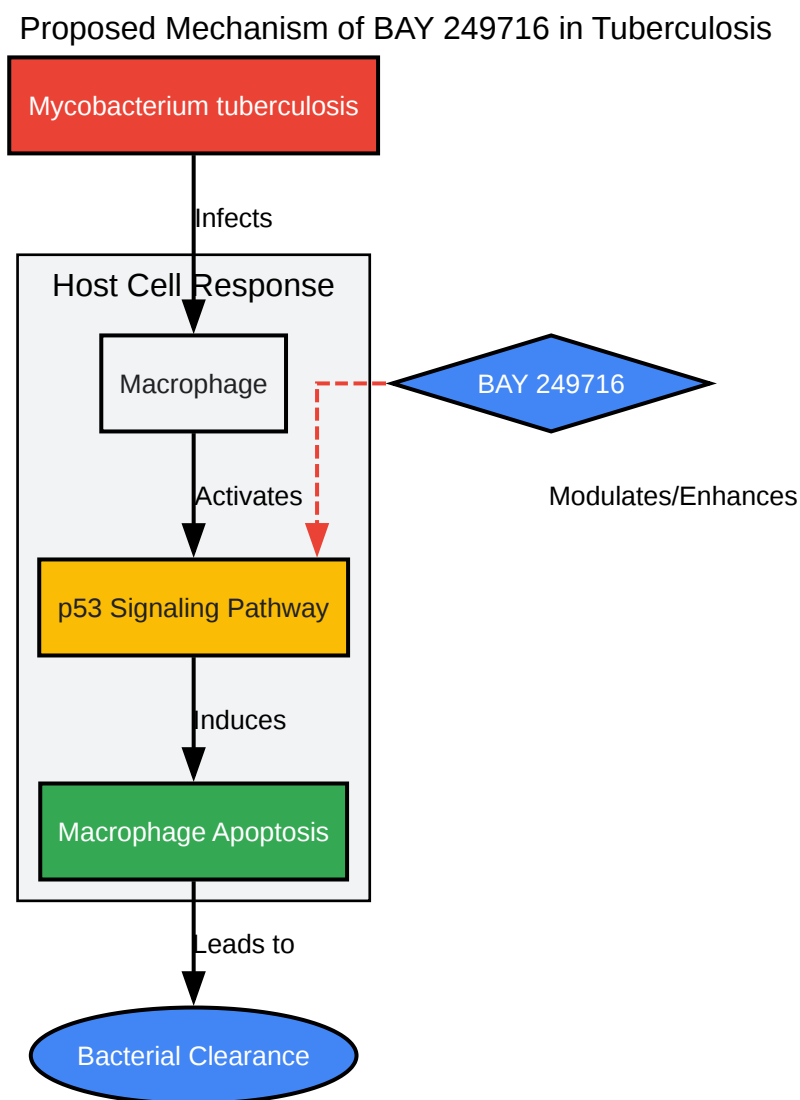 Proposed Mechanism of BAY 249716 in Tuberculosis
Mycobacterium tuberculosis
Infects
Host Cell Response
Macrophage
BAY 249716
Activates
Modulates/Enhances
p53 Signaling Pathway
Induces
Macrophage Apoptosis
Leads to
Bacterial Clearance